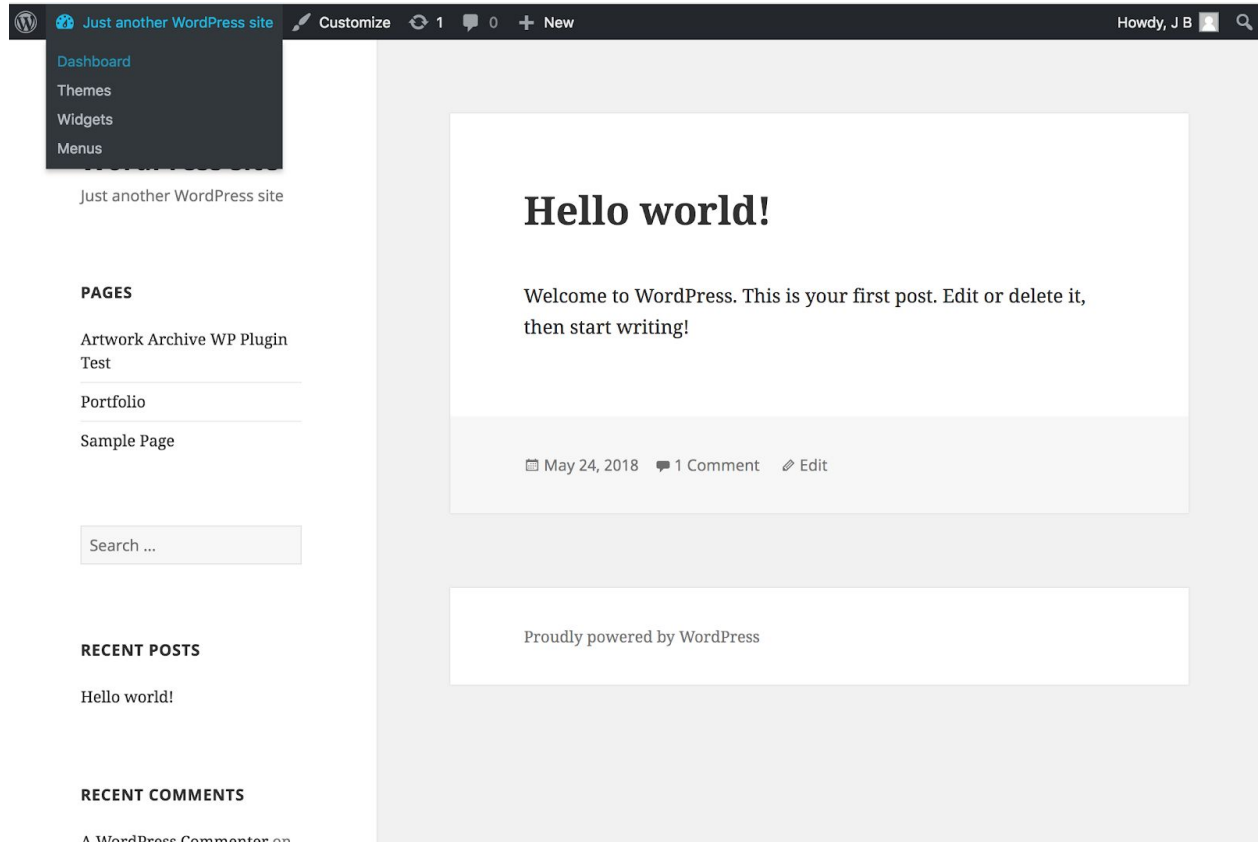 Just another WordPress site Customize 1 0 New Howdy, J B
Dashboard
Themes
Widgets
Menus
Just another WordPress site
PAGES
Artwork Archive WP Plugin
Test
Portfolio
Sample Page
Search ...
RECENT POSTS
Hello world!
RECENT COMMENTS
A WordPress Commenter on
Hello world!
Welcome to WordPress. This is your first post. Edit or delete it,
then start writing!
May 24, 2018 1 Comment Edit
Proudly powered by WordPress